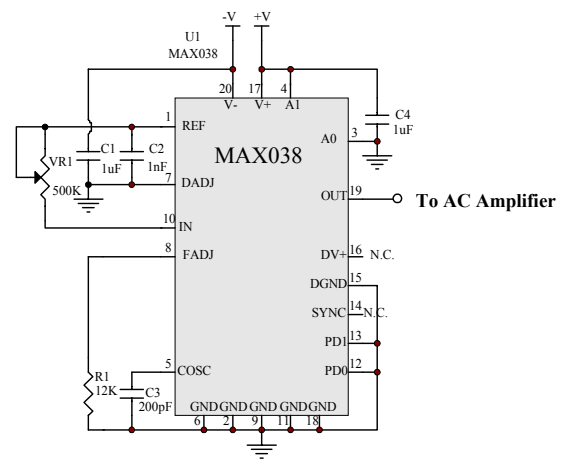 -V +V
U1
MAX038
20 17 4
V- V+ A1
1 REF
C4
1uF
A0 3
MAX038
VR1
500K
C1
1uF
C2
1nF
7 DADJ
OUT 19
To AC Amplifier
10 IN
8 FADJ
DV+ 16 N.C.
DGND 15
SYNC 14 N.C.
PD1 13
5 COSC
PD0 12
R1
12K
C3
200pF
GND GND GND GND GND
6 2 9 11 18